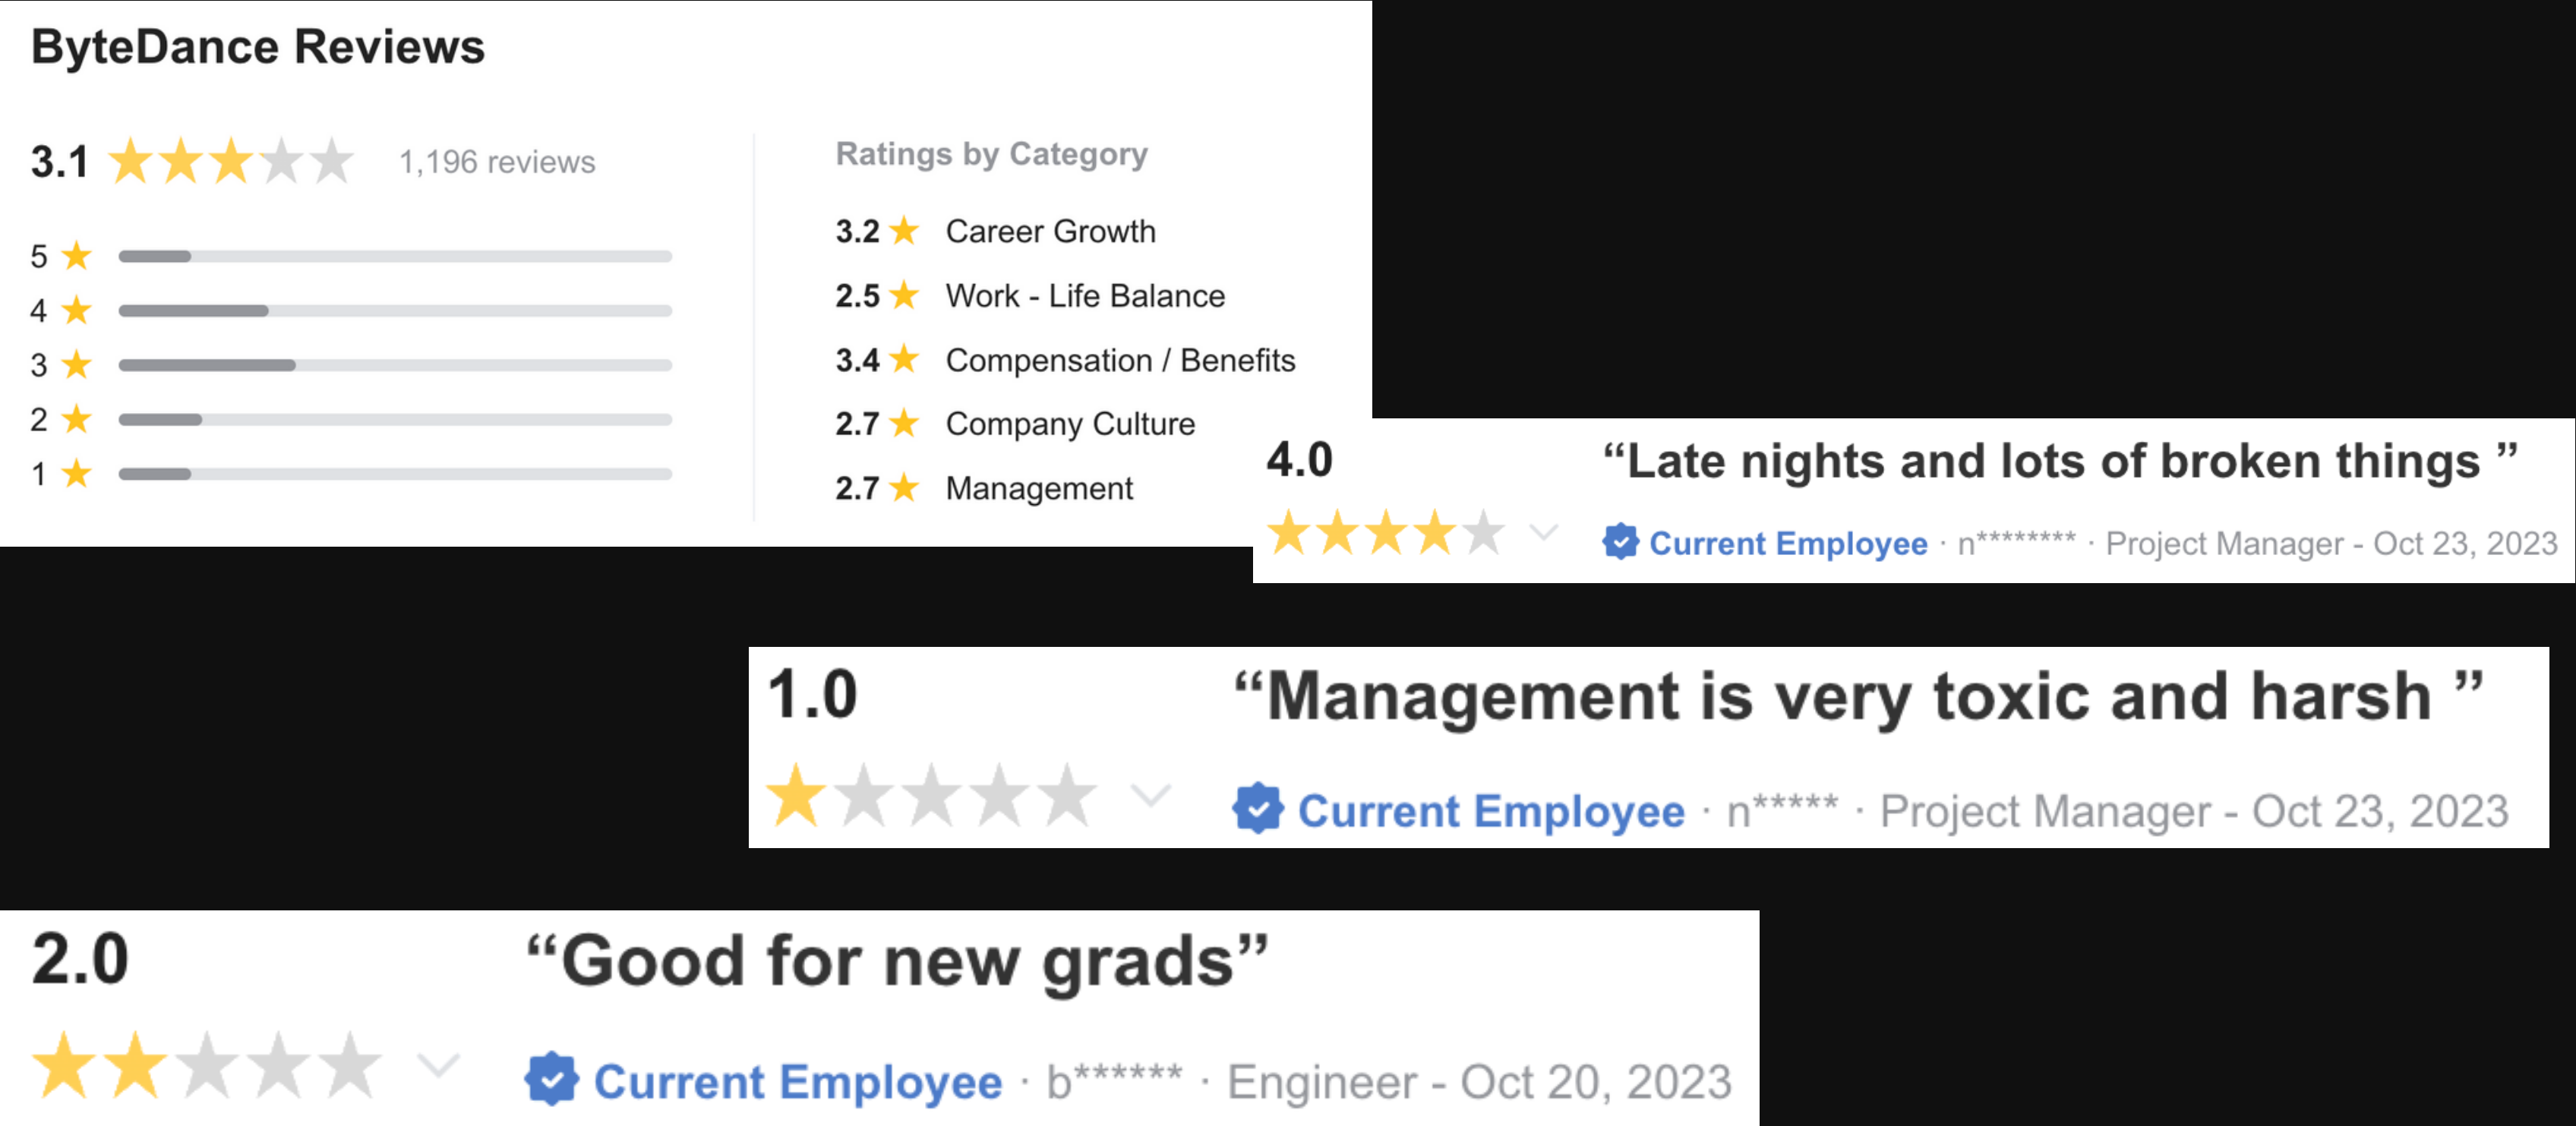 ByteDance Reviews
3.1 1,196 reviews
5
4
3
2
1
Ratings by Category
3.2 Career Growth
2.5 Work - Life Balance
3.4 Compensation / Benefits
2.7 Company Culture
2.7 Management
4.0 “Late nights and lots of broken things ”
Current Employee · n******** · Project Manager - Oct 23, 2023
1.0 “Management is very toxic and harsh ”
Current Employee · n***** · Project Manager - Oct 23, 2023
2.0 “Good for new grads”
Current Employee · b****** · Engineer - Oct 20, 2023